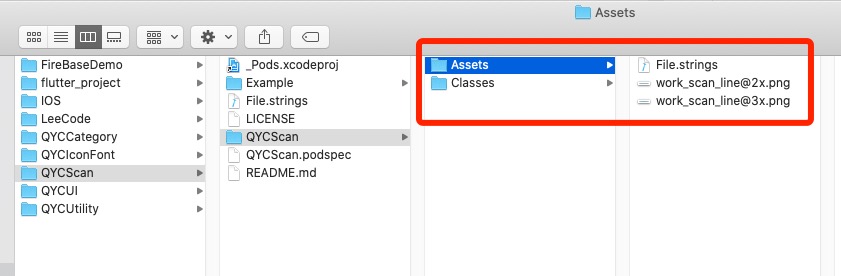 Assets
FireBaseDemo
flutter_project
IOS
LeeCode
QYCCategory
QYCIconFont
QYCScan
QYCUI
QYCUtility
_Pods.xcodeproj
Example
File.strings
LICENSE
QYCScan
QYCScan.podspec
README.md
Assets
Classes
File.strings
work_scan_line@2x.png
work_scan_line@3x.png